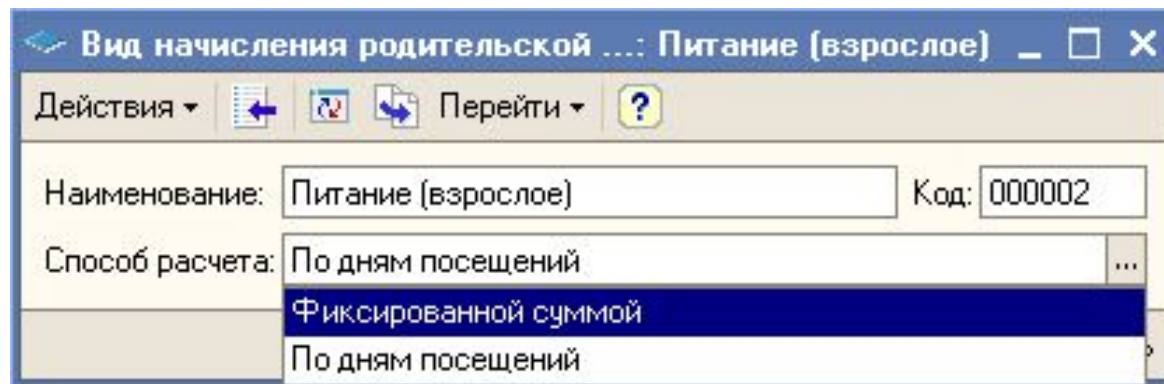 Вид начисления родительской ...: Питание (взрослое)
Действия Перейти ?
Наименование: Питание (взрослое) Код: 000002
Способ расчета: По дням посещений ...
Фиксированной суммой
По дням посещений